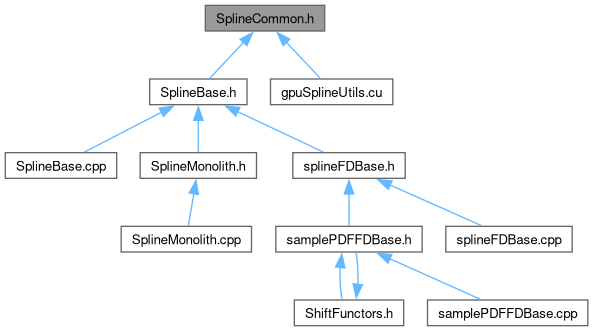 SplineCommon.h
SplineBase.h
gpuSplineUtils.cu
SplineBase.cpp
SplineMonolith.h
splineFDBase.h
SplineMonolith.cpp
samplePDFFDBase.h
splineFDBase.cpp
ShiftFunctors.h
samplePDFFDBase.cpp